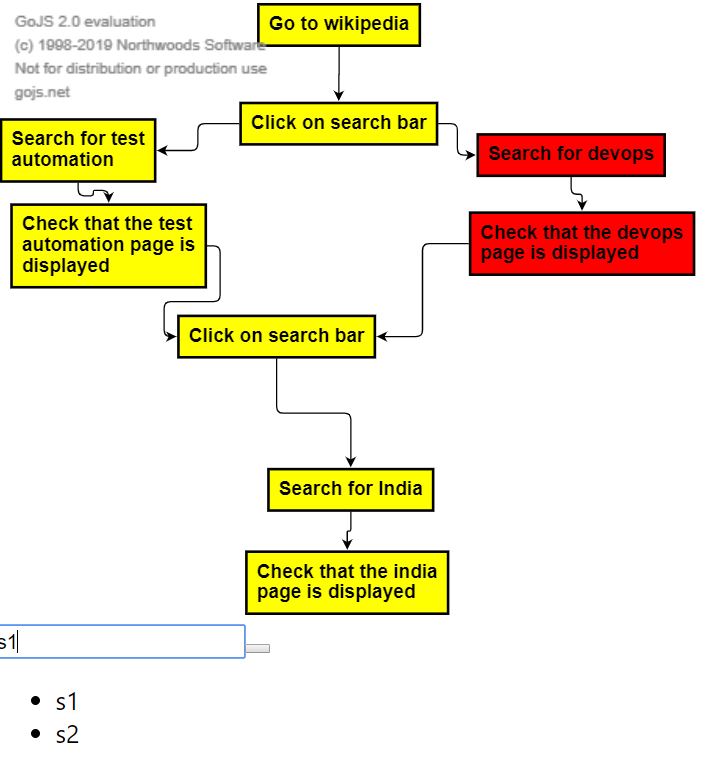 GoJS 2.0 evaluation
(c) 1998-2019 Northwoods Software
Not for distribution or production use
gojs.net
Go to wikipedia
Click on search bar
Search for test
automation
Search for devops
Check that the test
automation page is
displayed
Check that the devops
page is displayed
Click on search bar
Search for India
Check that the india
page is displayed
s1
s1
s2